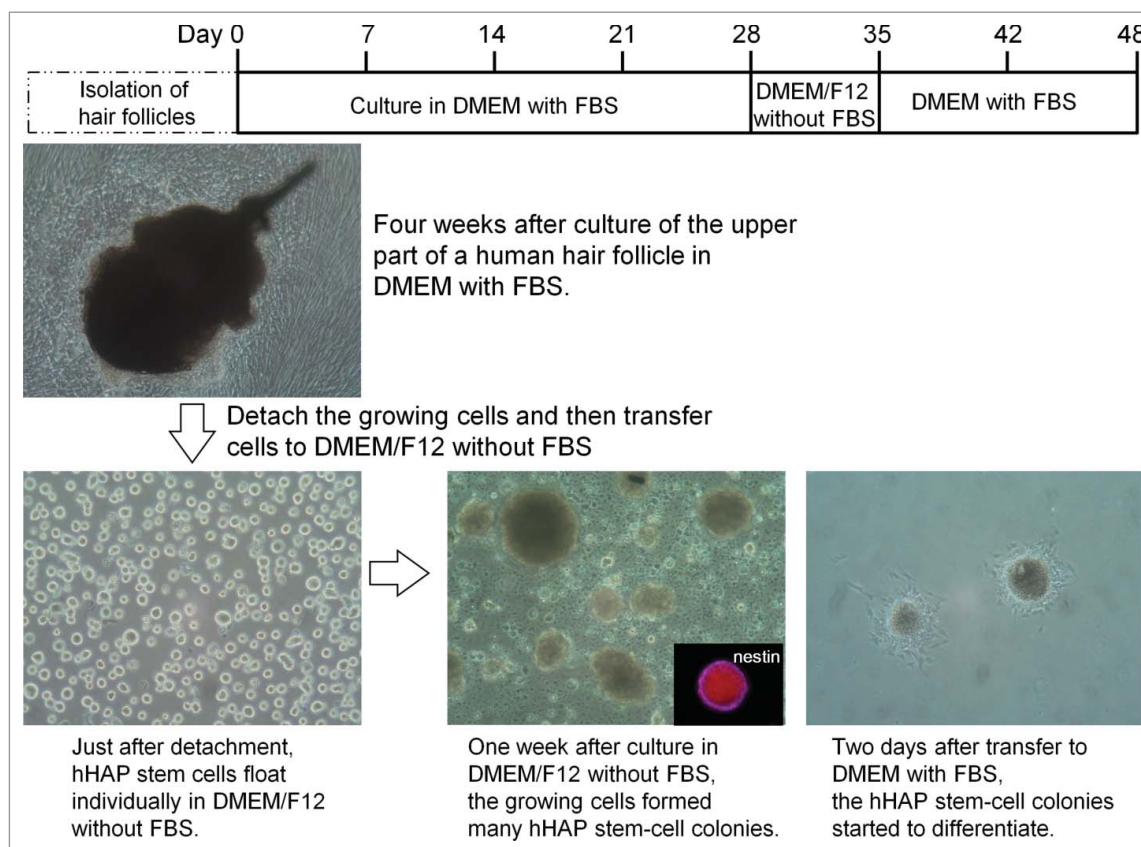 Day 0 7 14 21 28 35 42 48
Isolation of
hair follicles
Culture in DMEM with FBS
DMEM/F12
without FBS
DMEM with FBS
Four weeks after culture of the upper
part of a human hair follicle in
DMEM with FBS.
Detach the growing cells and then transfer
cells to DMEM/F12 without FBS
nestin
Just after detachment,
hHAP stem cells float
individually in DMEM/F12
without FBS.
One week after culture in
DMEM/F12 without FBS,
the growing cells formed
many hHAP stem-cell colonies.
Two days after transfer to
DMEM with FBS,
the hHAP stem-cell colonies
started to differentiate.